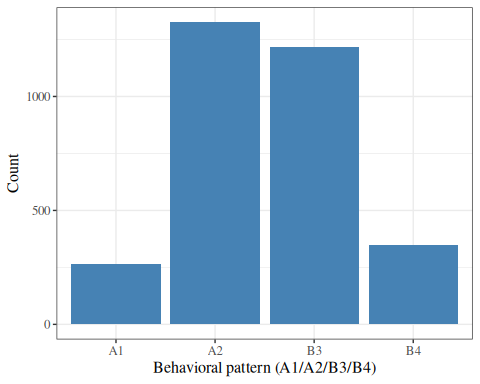 Count
1000
500
0
A1 A2 B3 B4
Behavioral pattern (A1/A2/B3/B4)